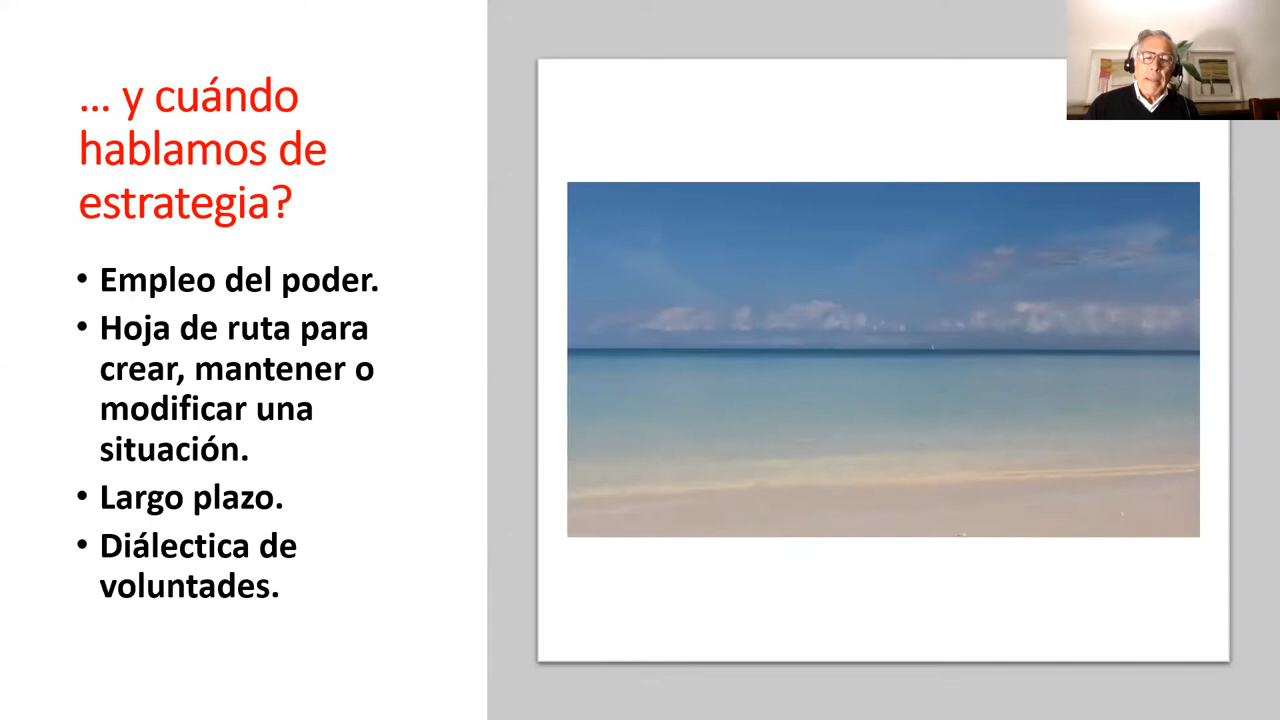 ... y cuándo
hablamos de
estrategia?
• Empleo del poder.
• Hoja de ruta para
crear, mantener o
modificar una
situación.
• Largo plazo.
• Diálectica de
voluntades.